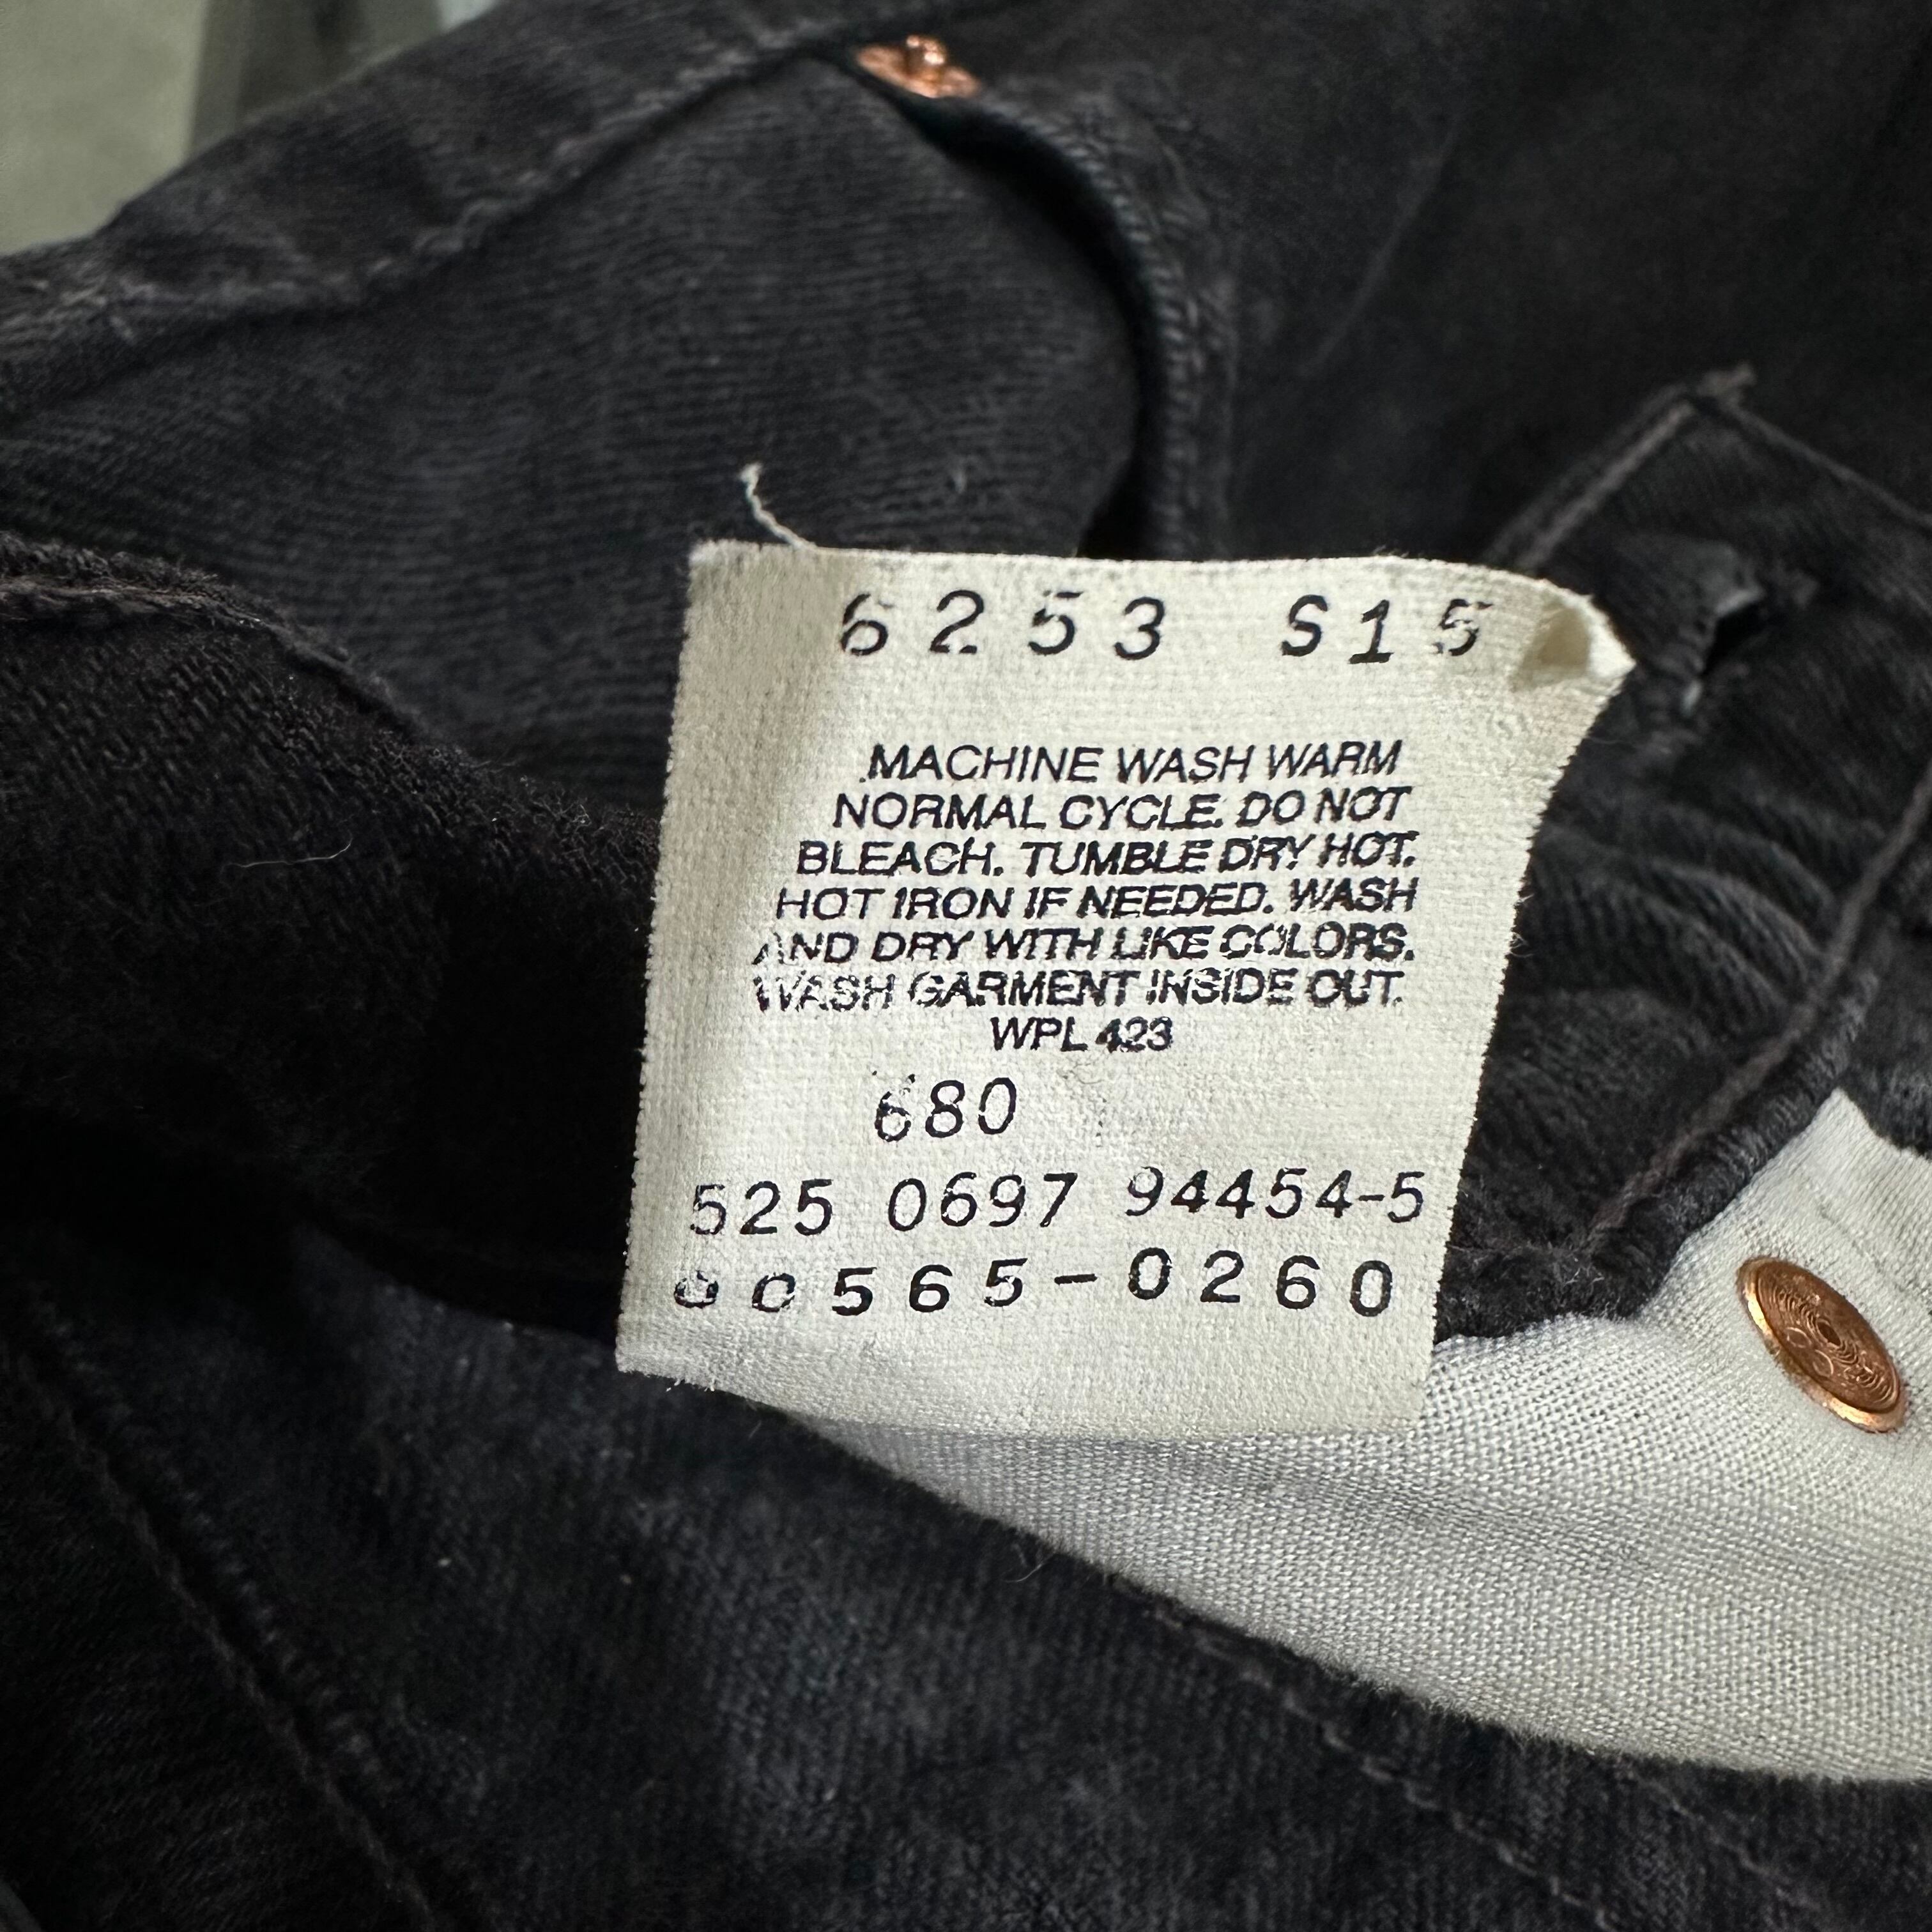 6253 S15
MACHINE WASH WARM
NORMAL CYCLE. DO NOT
BLEACH. TUMBLE DRY HOT.
HOT IRON IF NEEDED. WASH
AND DRY WITH LIKE COLORS.
WASH GARMENT INSIDE OUT.
WPL 423
680
525 0697 94454-5
00565-0260